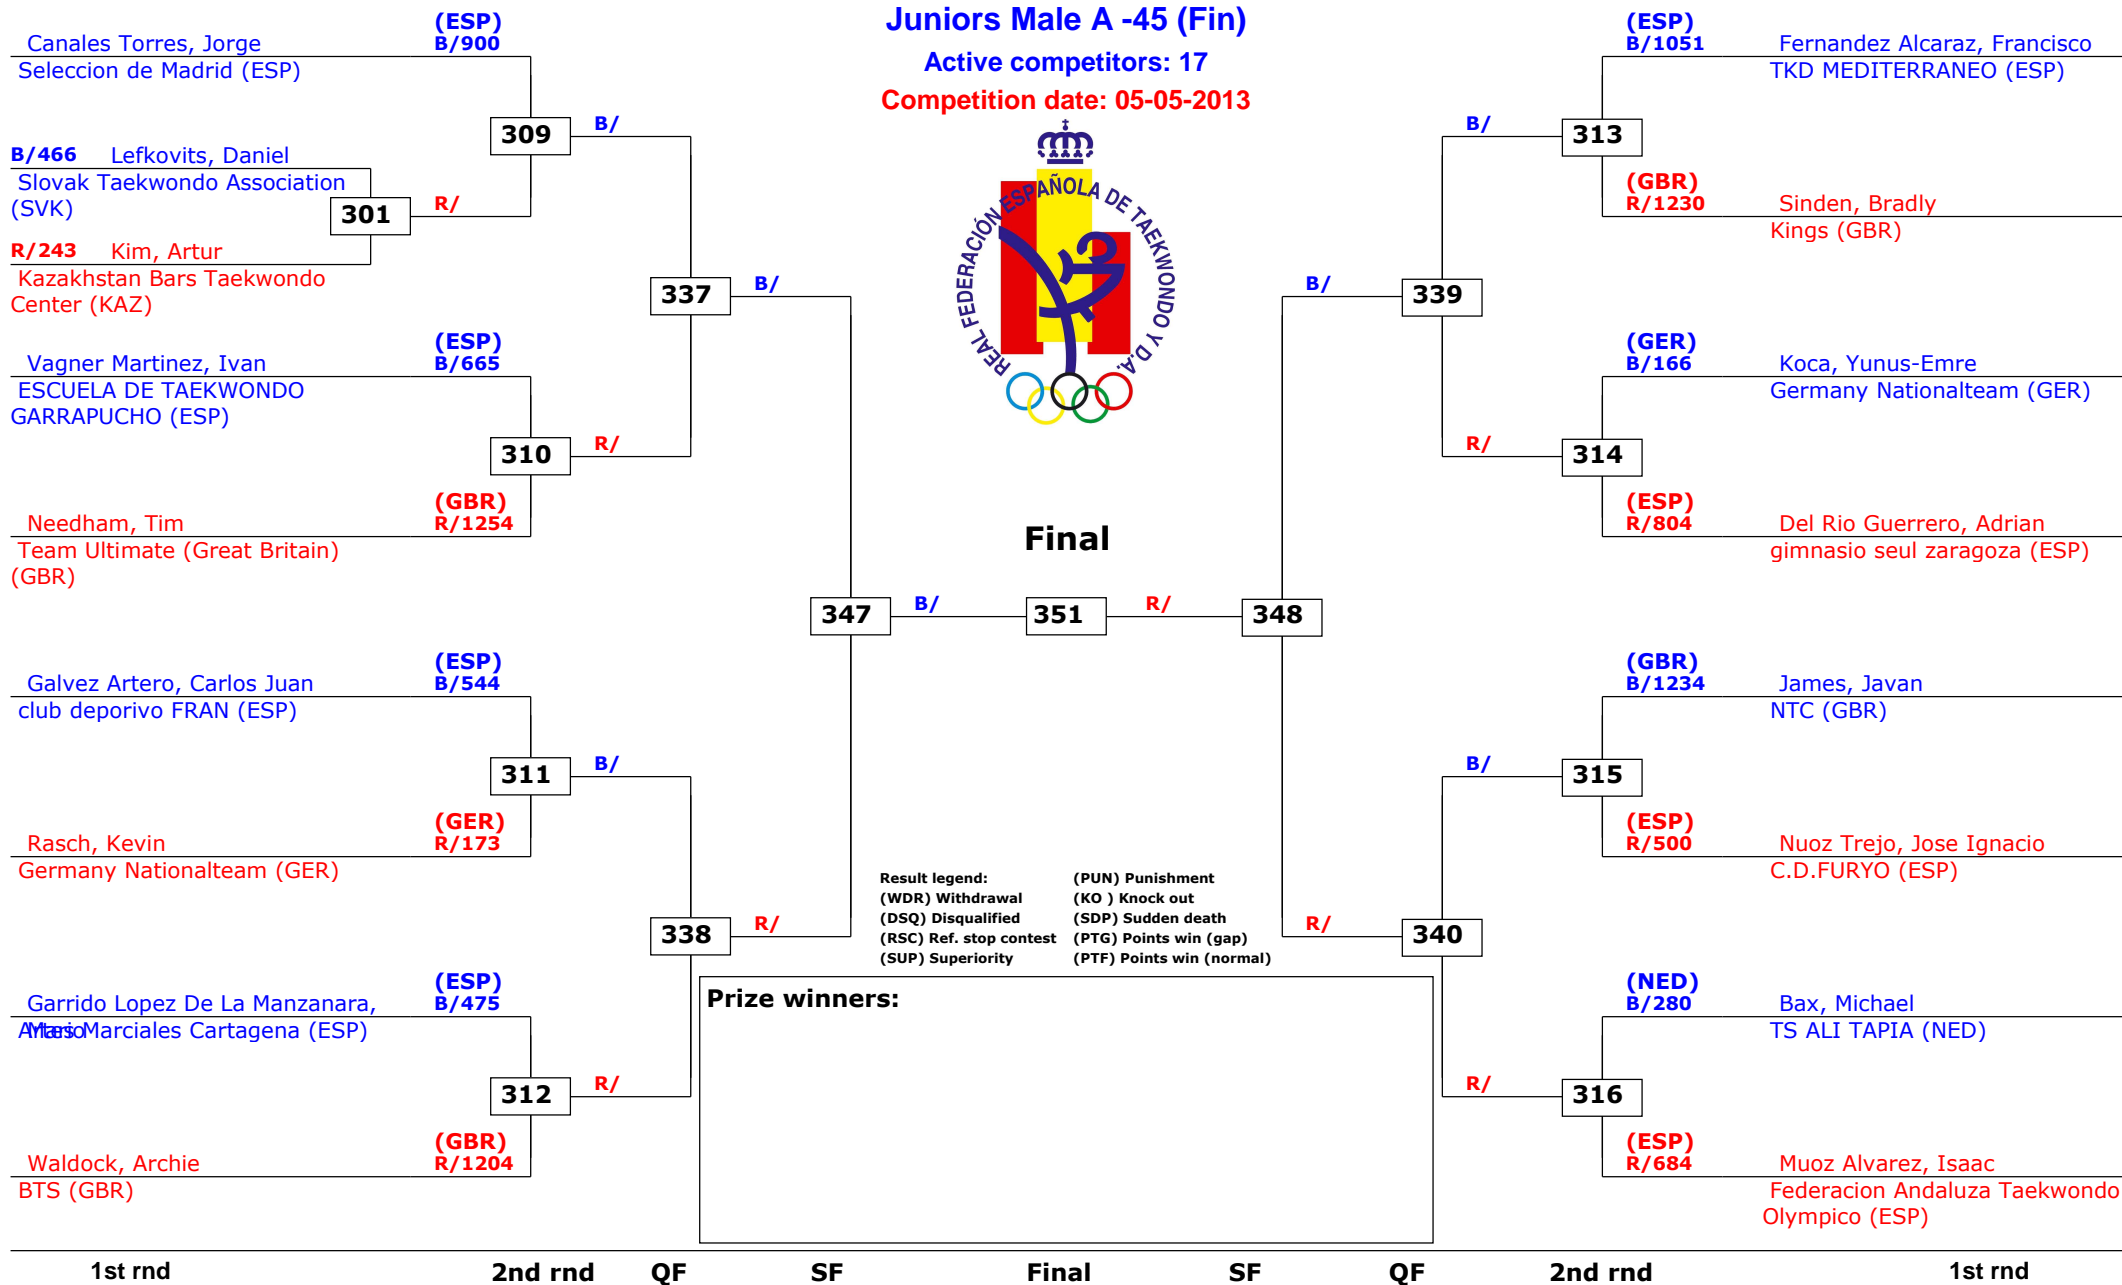 Juniors Male A -45 (Fin)
Active competitors: 17
Competition date: 05-05-2013
REAL FEDERACIÓN ESPAÑOLA DE TAEKWONDO Y D.A.
(ESP)
Canales Torres, Jorge B/900
Seleccion de Madrid (ESP)
309
B/
B/466 Lefkovits, Daniel
Slovak Taekwondo Association
(SVK)
301
R/
R/243 Kim, Artur
Kazakhstan Bars Taekwondo
Center (KAZ)
337
B/
(ESP)
Vagner Martinez, Ivan B/665
ESCUELA DE TAEKWONDO
GARRAPUCHO (ESP)
310
R/
(GBR)
Needham, Tim R/1254
Team Ultimate (Great Britain)
(GBR)
347
B/
(ESP)
Galvez Artero, Carlos Juan B/544
club deporivo FRAN (ESP)
311
B/
(GER)
Rasch, Kevin R/173
Germany Nationalteam (GER)
338
R/
(ESP)
Garrido Lopez De La Manzanara, B/475
Mario
Artes Marciales Cartagena (ESP)
312
R/
(GBR)
Waldock, Archie R/1204
BTS (GBR)
Final
351
R/
348
(ESP)
B/1051 Fernandez Alcaraz, Francisco
TKD MEDITERRANEO (ESP)
B/
313
(GBR)
R/1230 Sinden, Bradly
Kings (GBR)
B/
339
(GER)
B/166 Koca, Yunus-Emre
Germany Nationalteam (GER)
R/
314
(ESP)
R/804 Del Rio Guerrero, Adrian
gimnasio seul zaragoza (ESP)
(GBR)
B/1234 James, Javan
NTC (GBR)
B/
315
(ESP)
R/500 Nuoz Trejo, Jose Ignacio
C.D.FURYO (ESP)
R/
340
(NED)
B/280 Bax, Michael
TS ALI TAPIA (NED)
R/
316
(ESP)
R/684 Muoz Alvarez, Isaac
Federacion Andaluza Taekwondo
Olympico (ESP)
Result legend: (PUN) Punishment
(WDR) Withdrawal (KO ) Knock out
(DSQ) Disqualified (SDP) Sudden death
(RSC) Ref. stop contest (PTG) Points win (gap)
(SUP) Superiority (PTF) Points win (normal)
Prize winners:
1st rnd 2nd rnd QF SF Final SF QF 2nd rnd 1st rnd